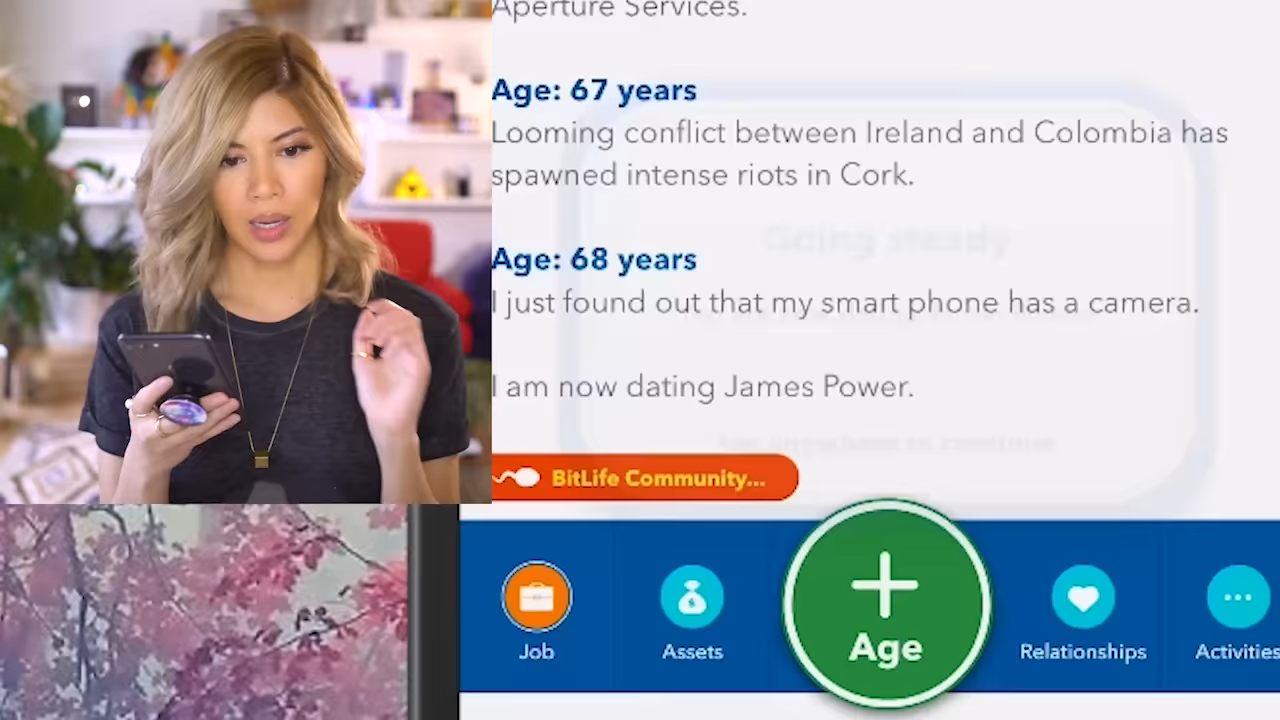 Aperture Services.
Age: 67 years
Looming conflict between Ireland and Colombia has
spawned intense riots in Cork.
Going steady
Age: 68 years
I just found out that my smart phone has a camera.
I am now dating James Power.
BitLife Community...
Job
Assets
Age
Relationships
Activities